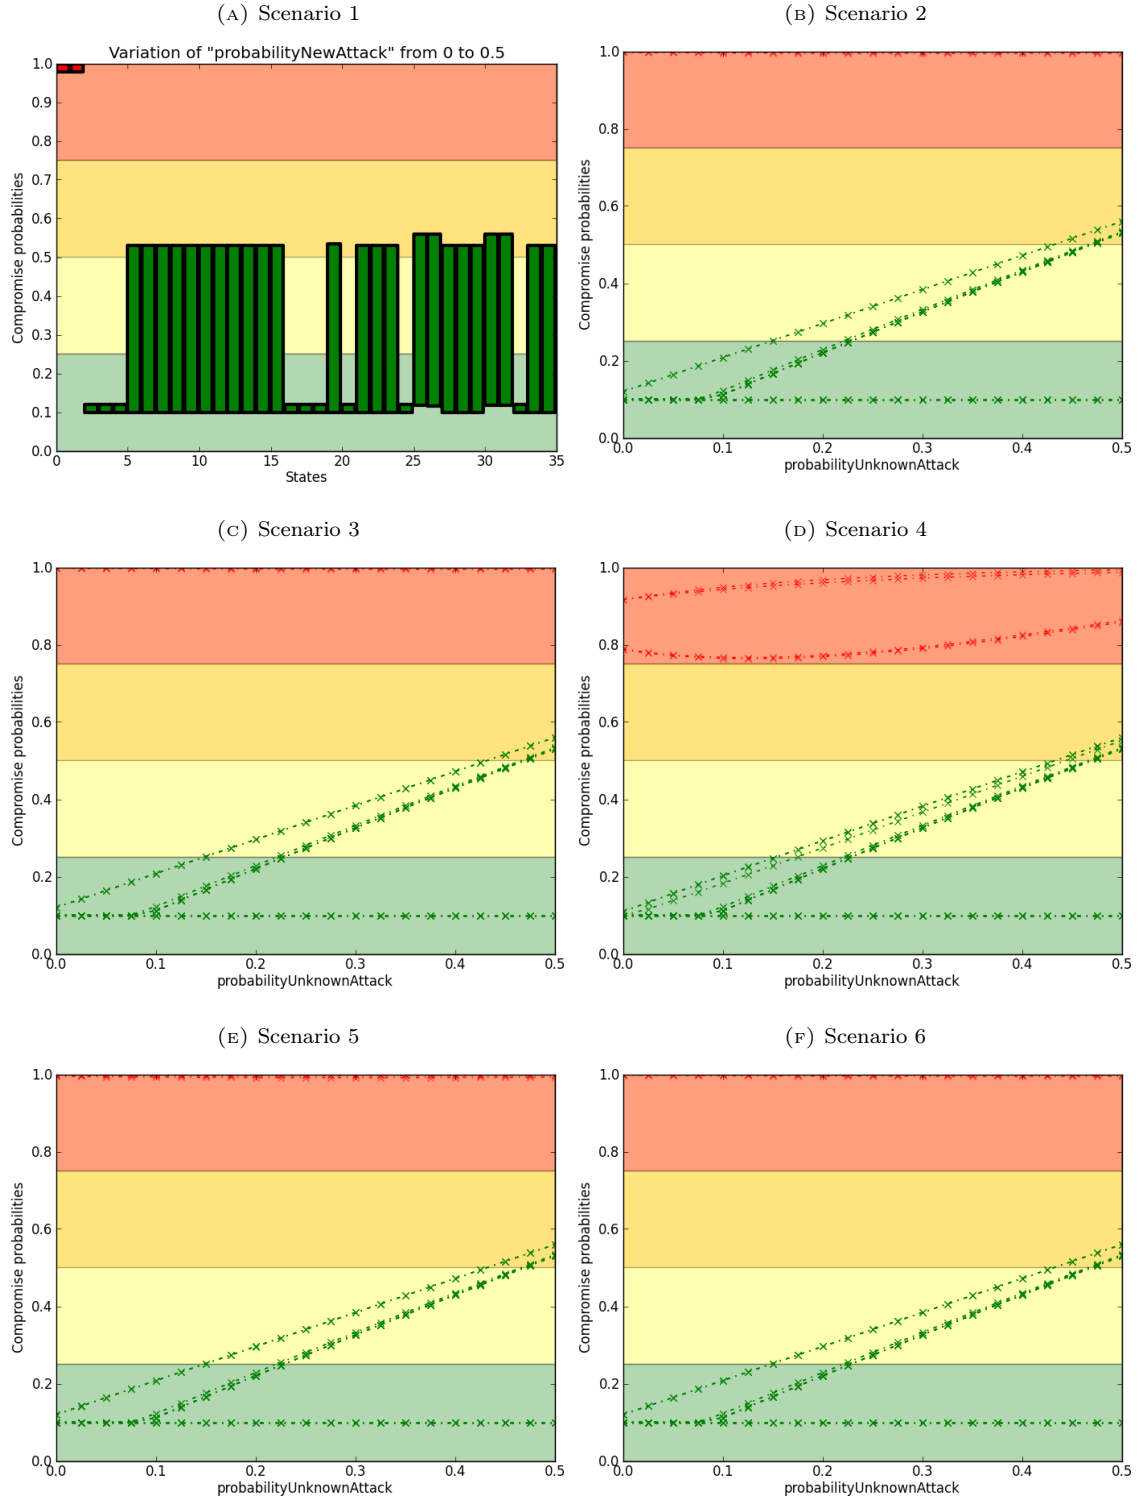 (A) Scenario 1
(B) Scenario 2
Variation of "probabilityNewAttack" from 0 to 0.5
1.0
0.9
0.8
0.7
0.6
0.5
0.4
0.3
0.2
0.1
0.0
Compromise probabilities
0 5 10 15 20 25 30 35
States
1.0
0.8
0.6
0.4
0.2
0.0
Compromise probabilities
0.0 0.1 0.2 0.3 0.4 0.5
probabilityUnknownAttack
(C) Scenario 3
(D) Scenario 4
1.0
0.8
0.6
0.4
0.2
0.0
Compromise probabilities
0.0 0.1 0.2 0.3 0.4 0.5
probabilityUnknownAttack
1.0
0.8
0.6
0.4
0.2
0.0
Compromise probabilities
0.0 0.1 0.2 0.3 0.4 0.5
probabilityUnknownAttack
(E) Scenario 5
(F) Scenario 6
1.0
0.8
0.6
0.4
0.2
0.0
Compromise probabilities
0.0 0.1 0.2 0.3 0.4 0.5
probabilityUnknownAttack
1.0
0.8
0.6
0.4
0.2
0.0
Compromise probabilities
0.0 0.1 0.2 0.3 0.4 0.5
probabilityUnknownAttack